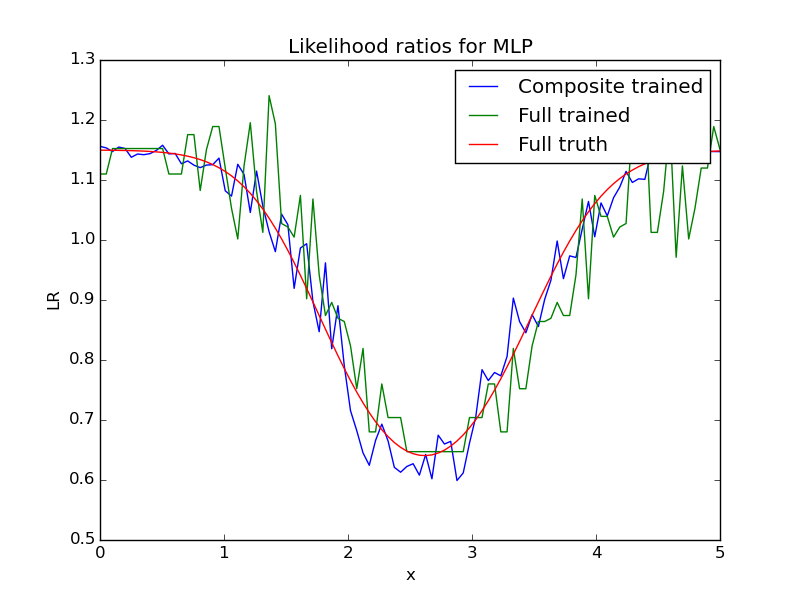 Likelihood ratios for MLP
1.3
1.2
1.1
1.0
0.9
0.8
0.7
0.6
0.5
LR
Composite trained
Full trained
Full truth
0 1 2 3 4 5
x